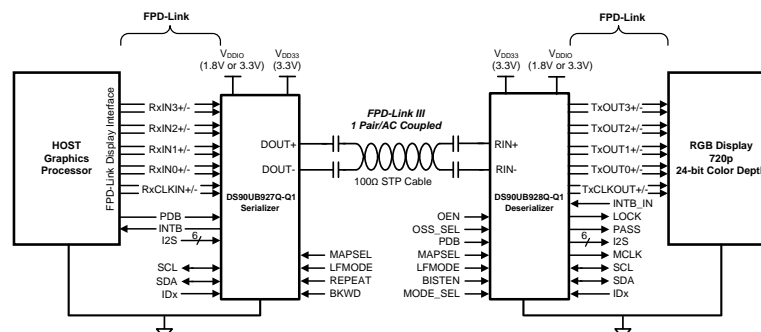 FPD-Link
FPD-Link
VDDIO
(1.8V or 3.3V)
VDD33
(3.3V)
VDD33
(3.3V)
VDDIO
(1.8V or 3.3V)
HOST
Graphics
Processor
FPD-Link Display Interface
RxIN3+/-
RxIN2+/-
RxIN1+/-
RxIN0+/-
RxCLKIN+/-
PDB
INTB
I2S
6
SCL
SDA
IDx
DOUT+
DOUT-
DS90UB927Q-Q1
Serializer
MAPSEL
LFMODE
REPEAT
BKWD
FPD-Link III
1 Pair/AC Coupled
100Ω STP Cable
RIN+
RIN-
DS90UB928Q-Q1
Deserializer
OEN
OSS_SEL
PDB
MAPSEL
LFMODE
BISTEN
MODE_SEL
TxOUT3+/-
TxOUT2+/-
TxOUT1+/-
TxOUT0+/-
TxCLKOUT+/-
INTB_IN
LOCK
PASS
6
I2S
MCLK
SCL
SDA
IDx
RGB Display
720p
24-bit Color Depth